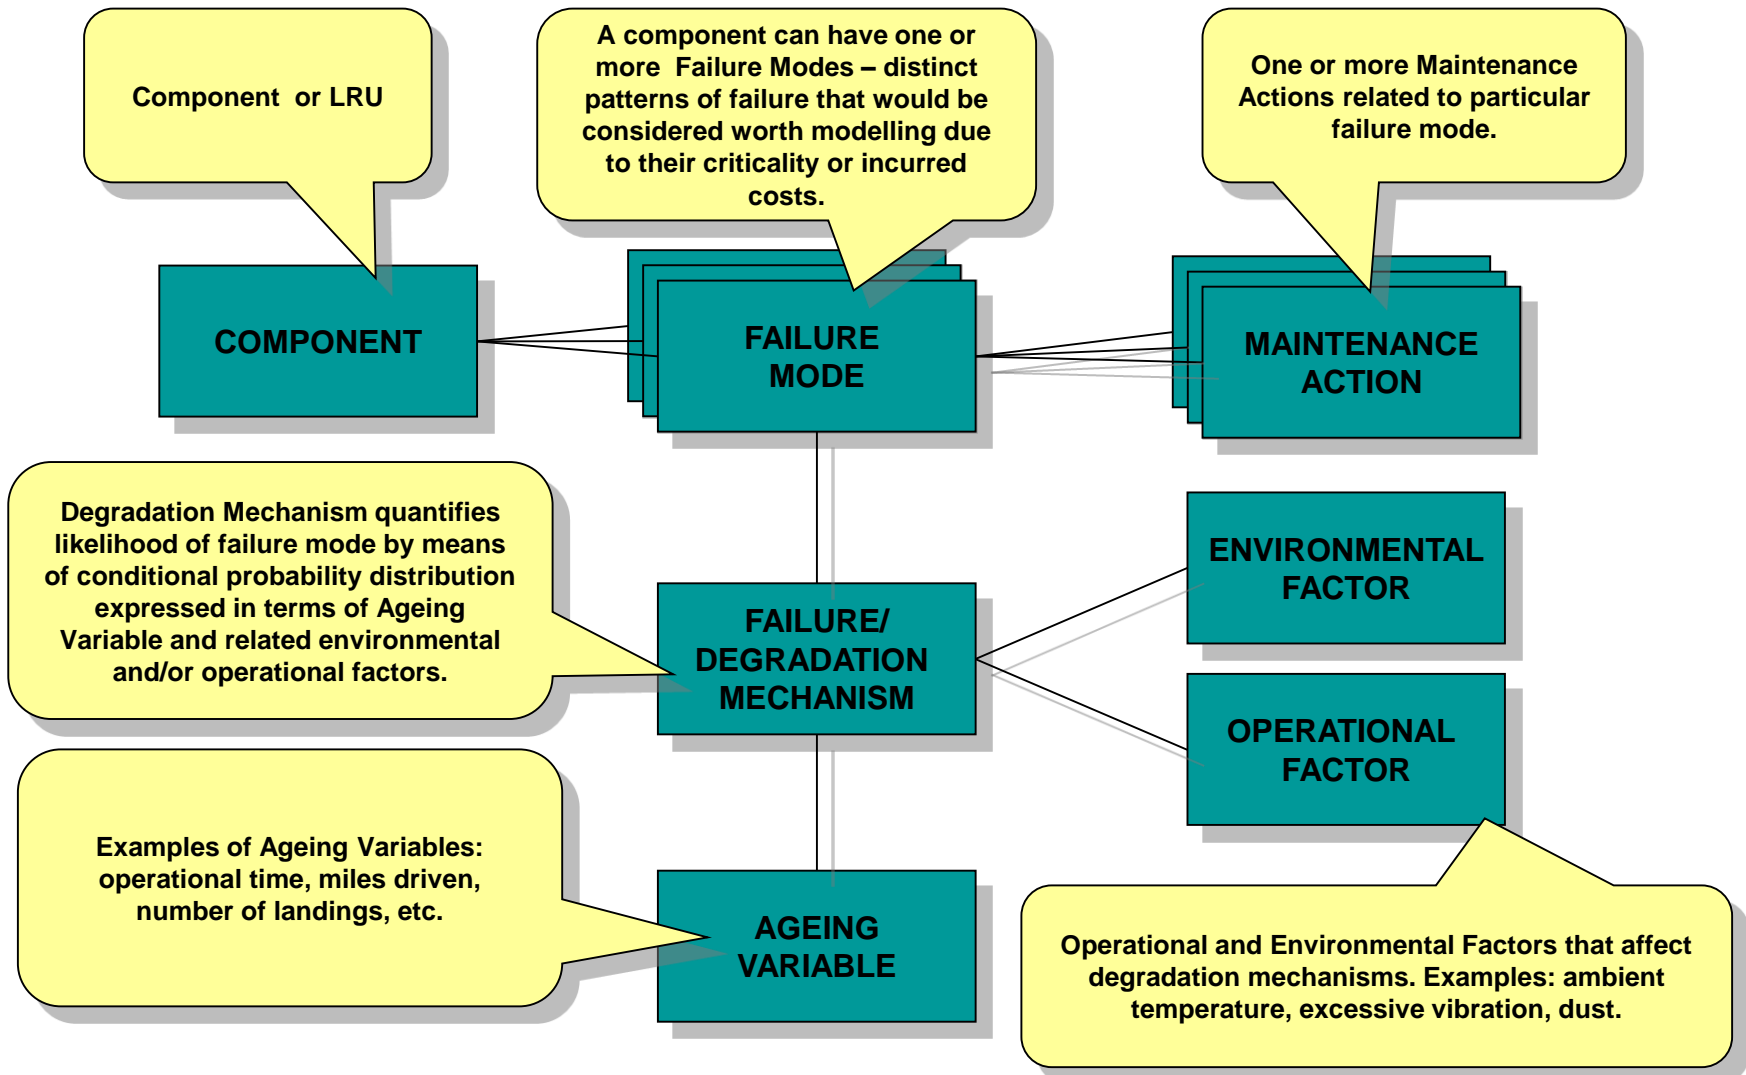 Component or LRU
A component can have one or
more Failure Modes – distinct
patterns of failure that would be
considered worth modelling due
to their criticality or incurred
costs.
One or more Maintenance
Actions related to particular
failure mode.
COMPONENT
FAILURE
MODE
MAINTENANCE
ACTION
Degradation Mechanism quantifies
likelihood of failure mode by means
of conditional probability distribution
expressed in terms of Ageing
Variable and related environmental
and/or operational factors.
FAILURE/
DEGRADATION
MECHANISM
ENVIRONMENTAL
FACTOR
OPERATIONAL
FACTOR
Examples of Ageing Variables:
operational time, miles driven,
number of landings, etc.
AGEING
VARIABLE
Operational and Environmental Factors that affect
degradation mechanisms. Examples: ambient
temperature, excessive vibration, dust.